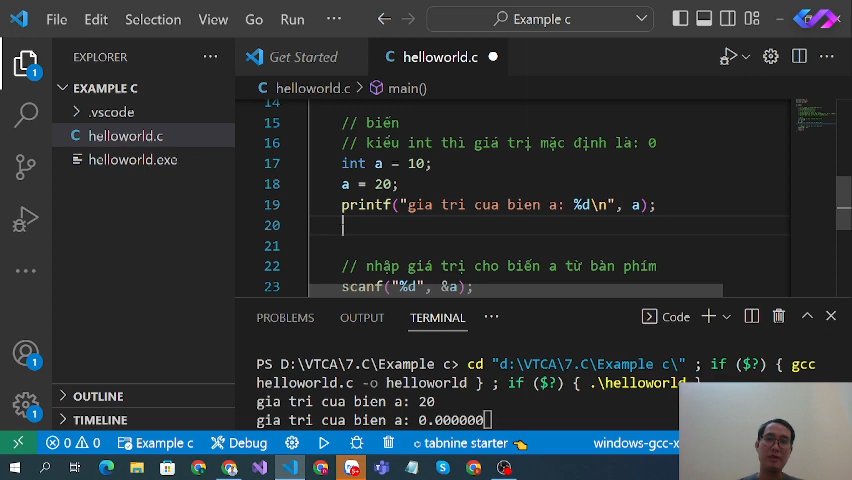 File Edit Selection View Go Run ··· Example c
EXPLORER ···
Get Started
C helloworld.c
EXAMPLE C
.vscode
C helloworld.c
helloworld.exe
C helloworld.c > main()
14
15 // biến
16 // kiểu int thì giá trị mặc định là: 0
17 int a = 10;
18 a = 20;
19 printf("gia tri cua bien a: %d\n", a);
20
21
22 // nhập giá trị cho biến a từ bàn phím
23 scanf("%d", &a);
PROBLEMS OUTPUT TERMINAL ··· Code
PS D:\VTCA\7.C\Example c> cd "d:\VTCA\7.C\Example c\" ; if ($?) { gcc
helloworld.c -o helloworld } ; if ($?) { .\helloworld }
gia tri cua bien a: 20
gia tri cua bien a: 0.000000
OUTLINE
TIMELINE
1
1
1
0 0 Example c Debug tabnine starter windows-gcc-x